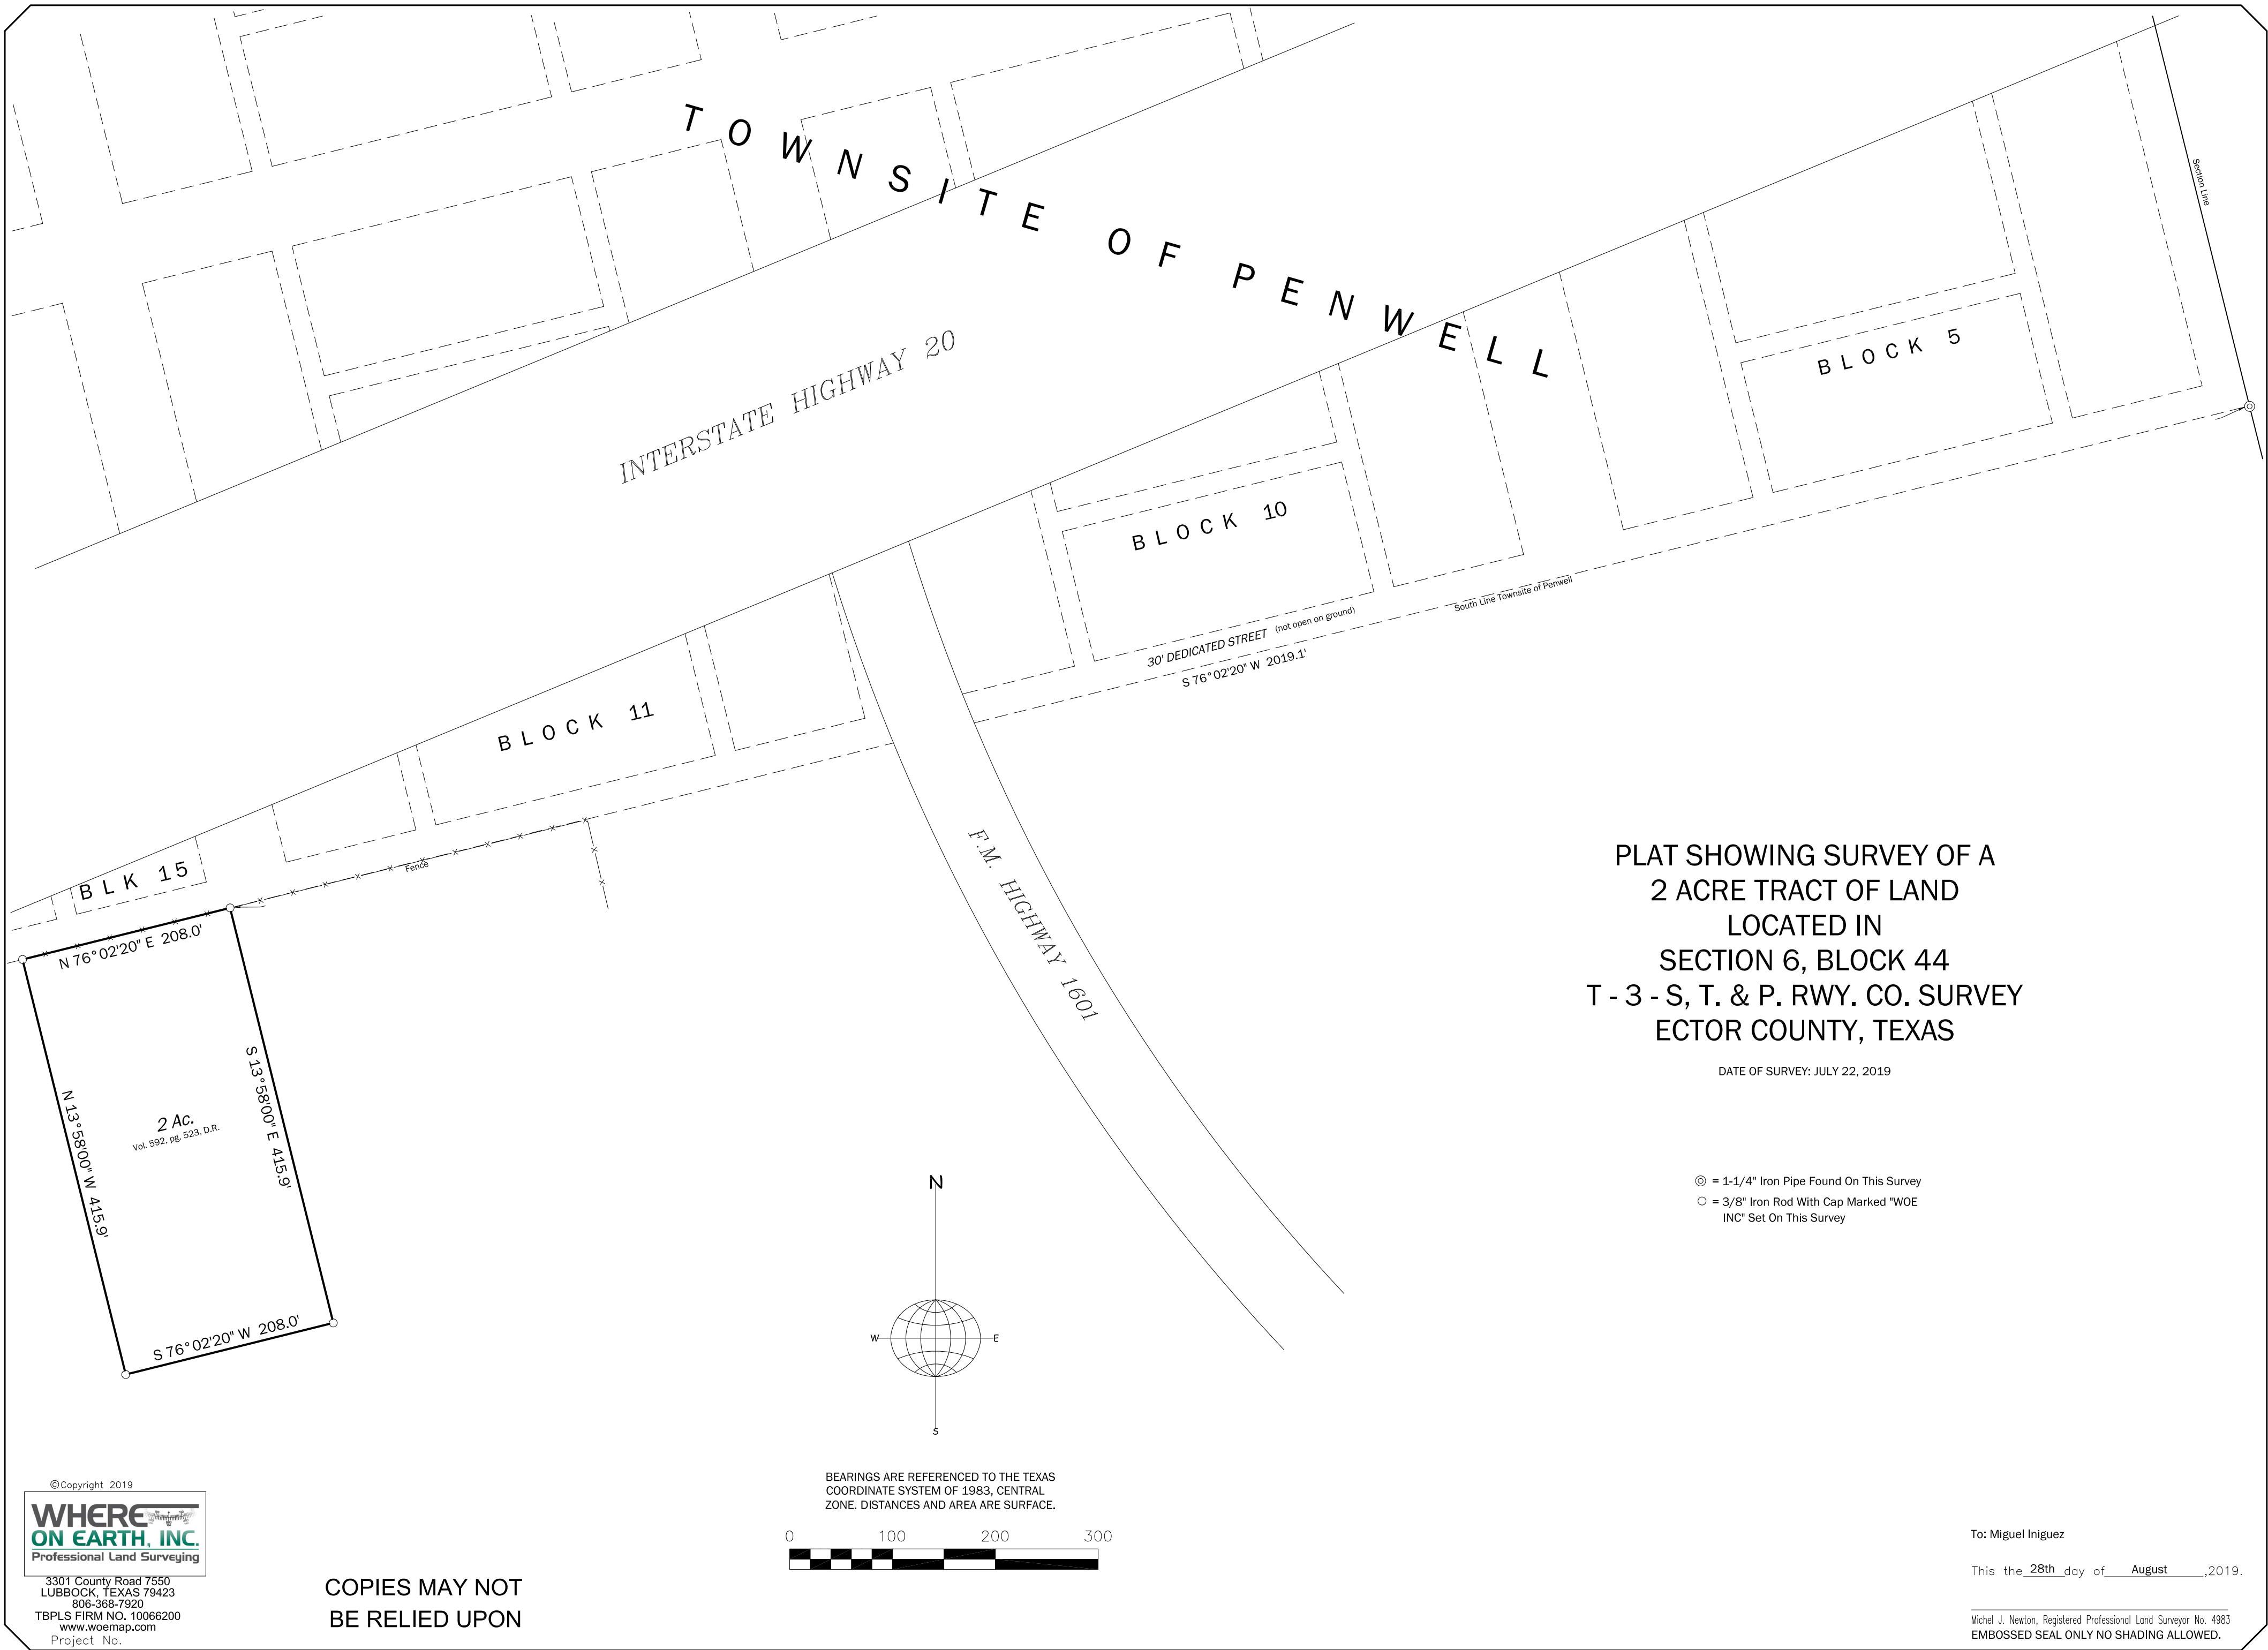 TOWNSITE OF PENWELL
Section Line
INTERSTATE HIGHWAY 20
BLOCK 5
BLOCK 10
South Line Townsite of Penwell
30' DEDICATED STREET (not open on ground)
S 76°02'20" W 2019.1'
BLOCK 11
BLK 15
Fence
F.M. HIGHWAY 1601
N 76°02'20" E 208.0'
S 13°58'00" E 415.9'
N 13°58'00" W 415.9'
2 Ac.
Vol. 592, pg. 523, D.R.
S 76°02'20" W 208.0'
PLAT SHOWING SURVEY OF A
2 ACRE TRACT OF LAND
LOCATED IN
SECTION 6, BLOCK 44
T - 3 - S, T. & P. RWY. CO. SURVEY
ECTOR COUNTY, TEXAS
DATE OF SURVEY: JULY 22, 2019
= 1-1/4" Iron Pipe Found On This Survey
= 3/8" Iron Rod With Cap Marked "WOE
INC" Set On This Survey
N
W
E
S
BEARINGS ARE REFERENCED TO THE TEXAS
COORDINATE SYSTEM OF 1983, CENTRAL
ZONE. DISTANCES AND AREA ARE SURFACE.
0 100 200 300
©Copyright 2019
WHERE
ON EARTH, INC.
Professional Land Surveying
3301 County Road 7550
LUBBOCK, TEXAS 79423
806-368-7920
TBPLS FIRM NO. 10066200
www.woemap.com
Project No.
COPIES MAY NOT
BE RELIED UPON
To: Miguel Iniguez
This the 28th day of August ,2019.
Michel J. Newton, Registered Professional Land Surveyor No. 4983
EMBOSSED SEAL ONLY NO SHADING ALLOWED.